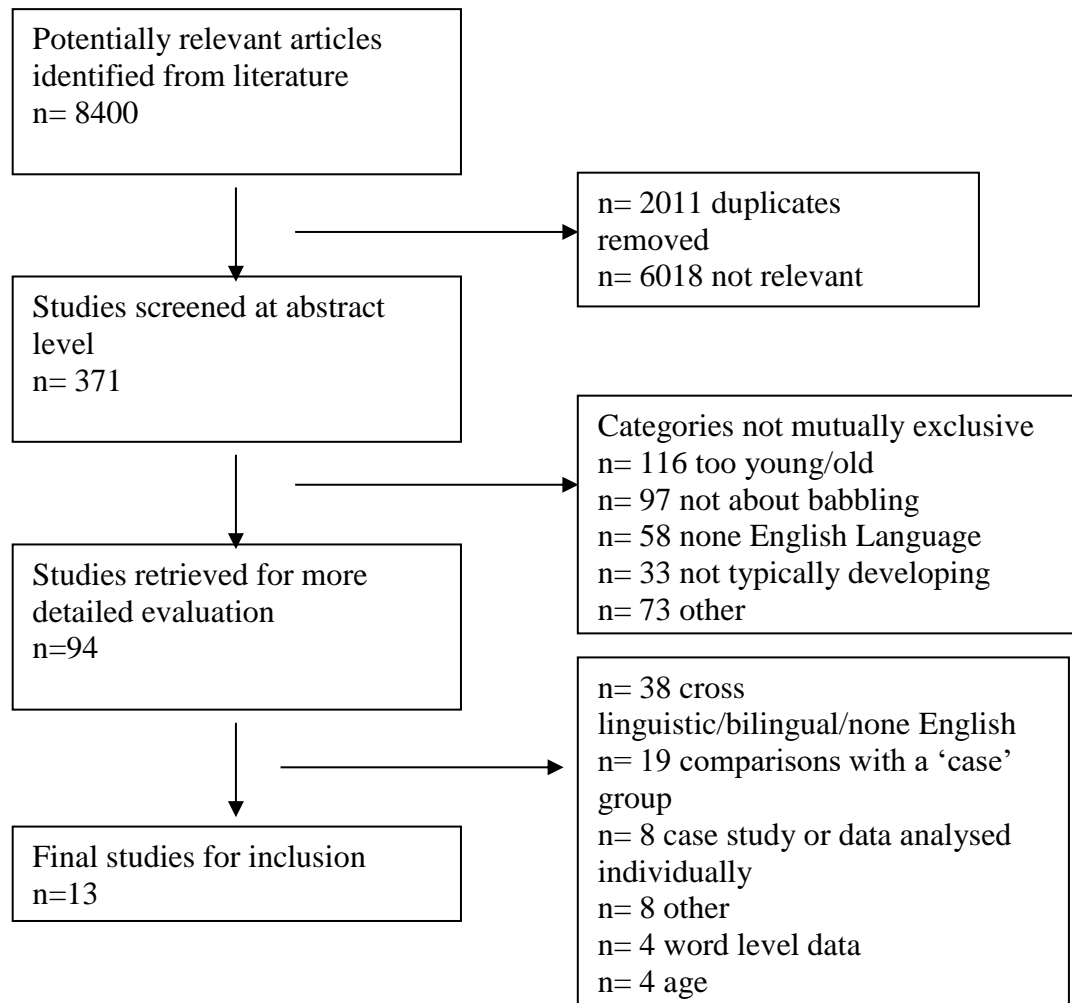 Potentially relevant articles
identified from literature
n= 8400
n= 2011 duplicates
removed
n= 6018 not relevant
Studies screened at abstract
level
n= 371
Categories not mutually exclusive
n= 116 too young/old
n= 97 not about babbling
n= 58 none English Language
n= 33 not typically developing
n= 73 other
Studies retrieved for more
detailed evaluation
n=94
n= 38 cross
linguistic/bilingual/none English
n= 19 comparisons with a ‘case’
group
n= 8 case study or data analysed
individually
n= 8 other
n= 4 word level data
n= 4 age
Final studies for inclusion
n=13